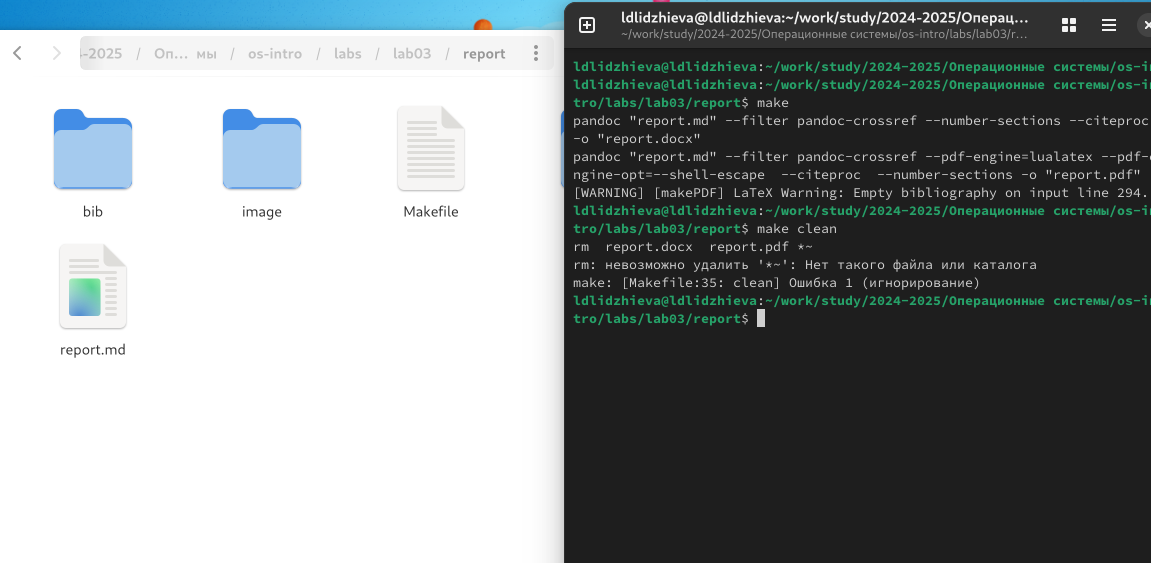 -2025 / Оп... мы / os-intro / labs / lab03 / report
bib
image
Makefile
report.md
ldlidzhieva@ldlidzhieva:~/work/study/2024-2025/Операц...
~/work/study/2024-2025/Операционные системы/os-intro/labs/lab03/r...
ldlidzhieva@ldlidzhieva:~/work/study/2024-2025/Операционные системы/os-in
ldlidzhieva@ldlidzhieva:~/work/study/2024-2025/Операционные системы/os-in
tro/labs/lab03/report$ make
pandoc "report.md" --filter pandoc-crossref --number-sections --citeproc
-o "report.docx"
pandoc "report.md" --filter pandoc-crossref --pdf-engine=lualatex --pdf-e
ngine-opt=--shell-escape  --citeproc  --number-sections -o "report.pdf"
[WARNING] [makePDF] LaTeX Warning: Empty bibliography on input line 294.
ldlidzhieva@ldlidzhieva:~/work/study/2024-2025/Операционные системы/os-in
tro/labs/lab03/report$ make clean
rm  report.docx  report.pdf *~
rm: невозможно удалить '*~': Нет такого файла или каталога
make: [Makefile:35: clean] Ошибка 1 (игнорирование)
ldlidzhieva@ldlidzhieva:~/work/study/2024-2025/Операционные системы/os-in
tro/labs/lab03/report$